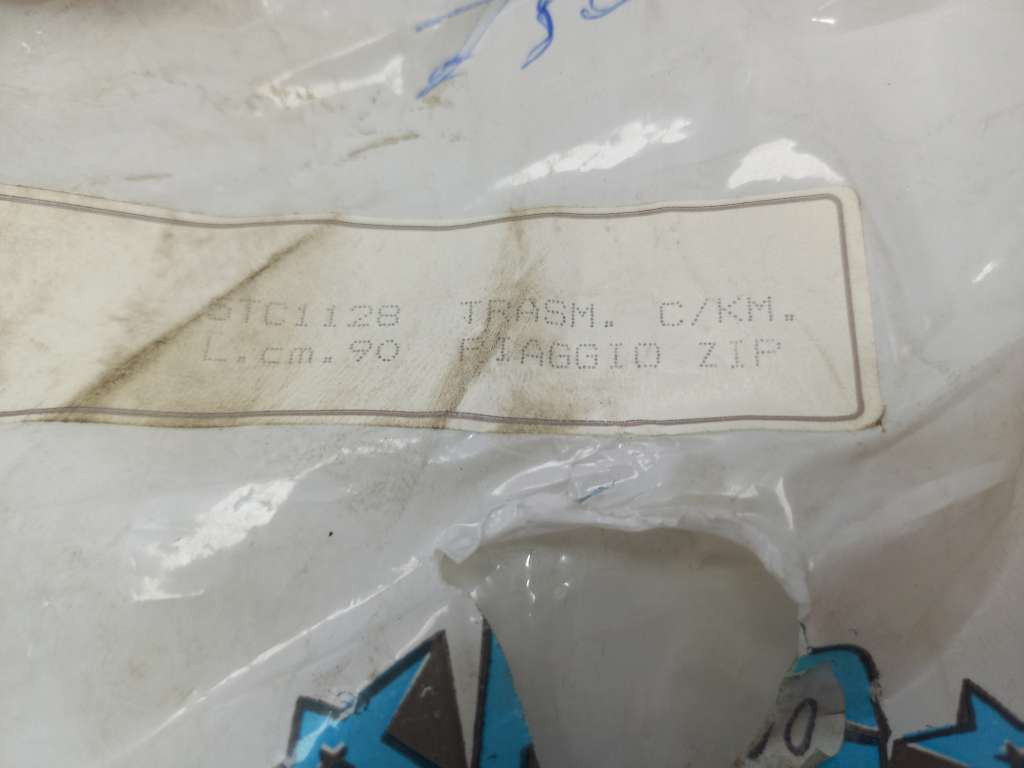 STC1128 TRASM. C/KM.
L.cm.90 PIAGGIO ZIP